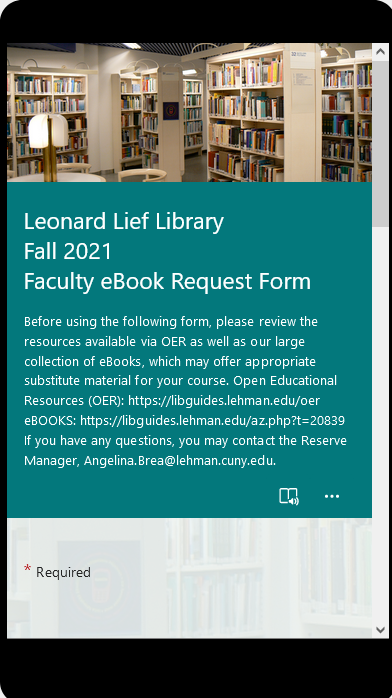 Leonard Lief Library
Fall 2021
Faculty eBook Request Form
Before using the following form, please review the
resources available via OER as well as our large
collection of eBooks, which may offer appropriate
substitute material for your course. Open Educational
Resources (OER): https://libguides.lehman.edu/oer
eBOOKS: https://libguides.lehman.edu/az.php?t=20839
If you have any questions, you may contact the Reserve
Manager, Angelina.Brea@lehman.cuny.edu.
* Required